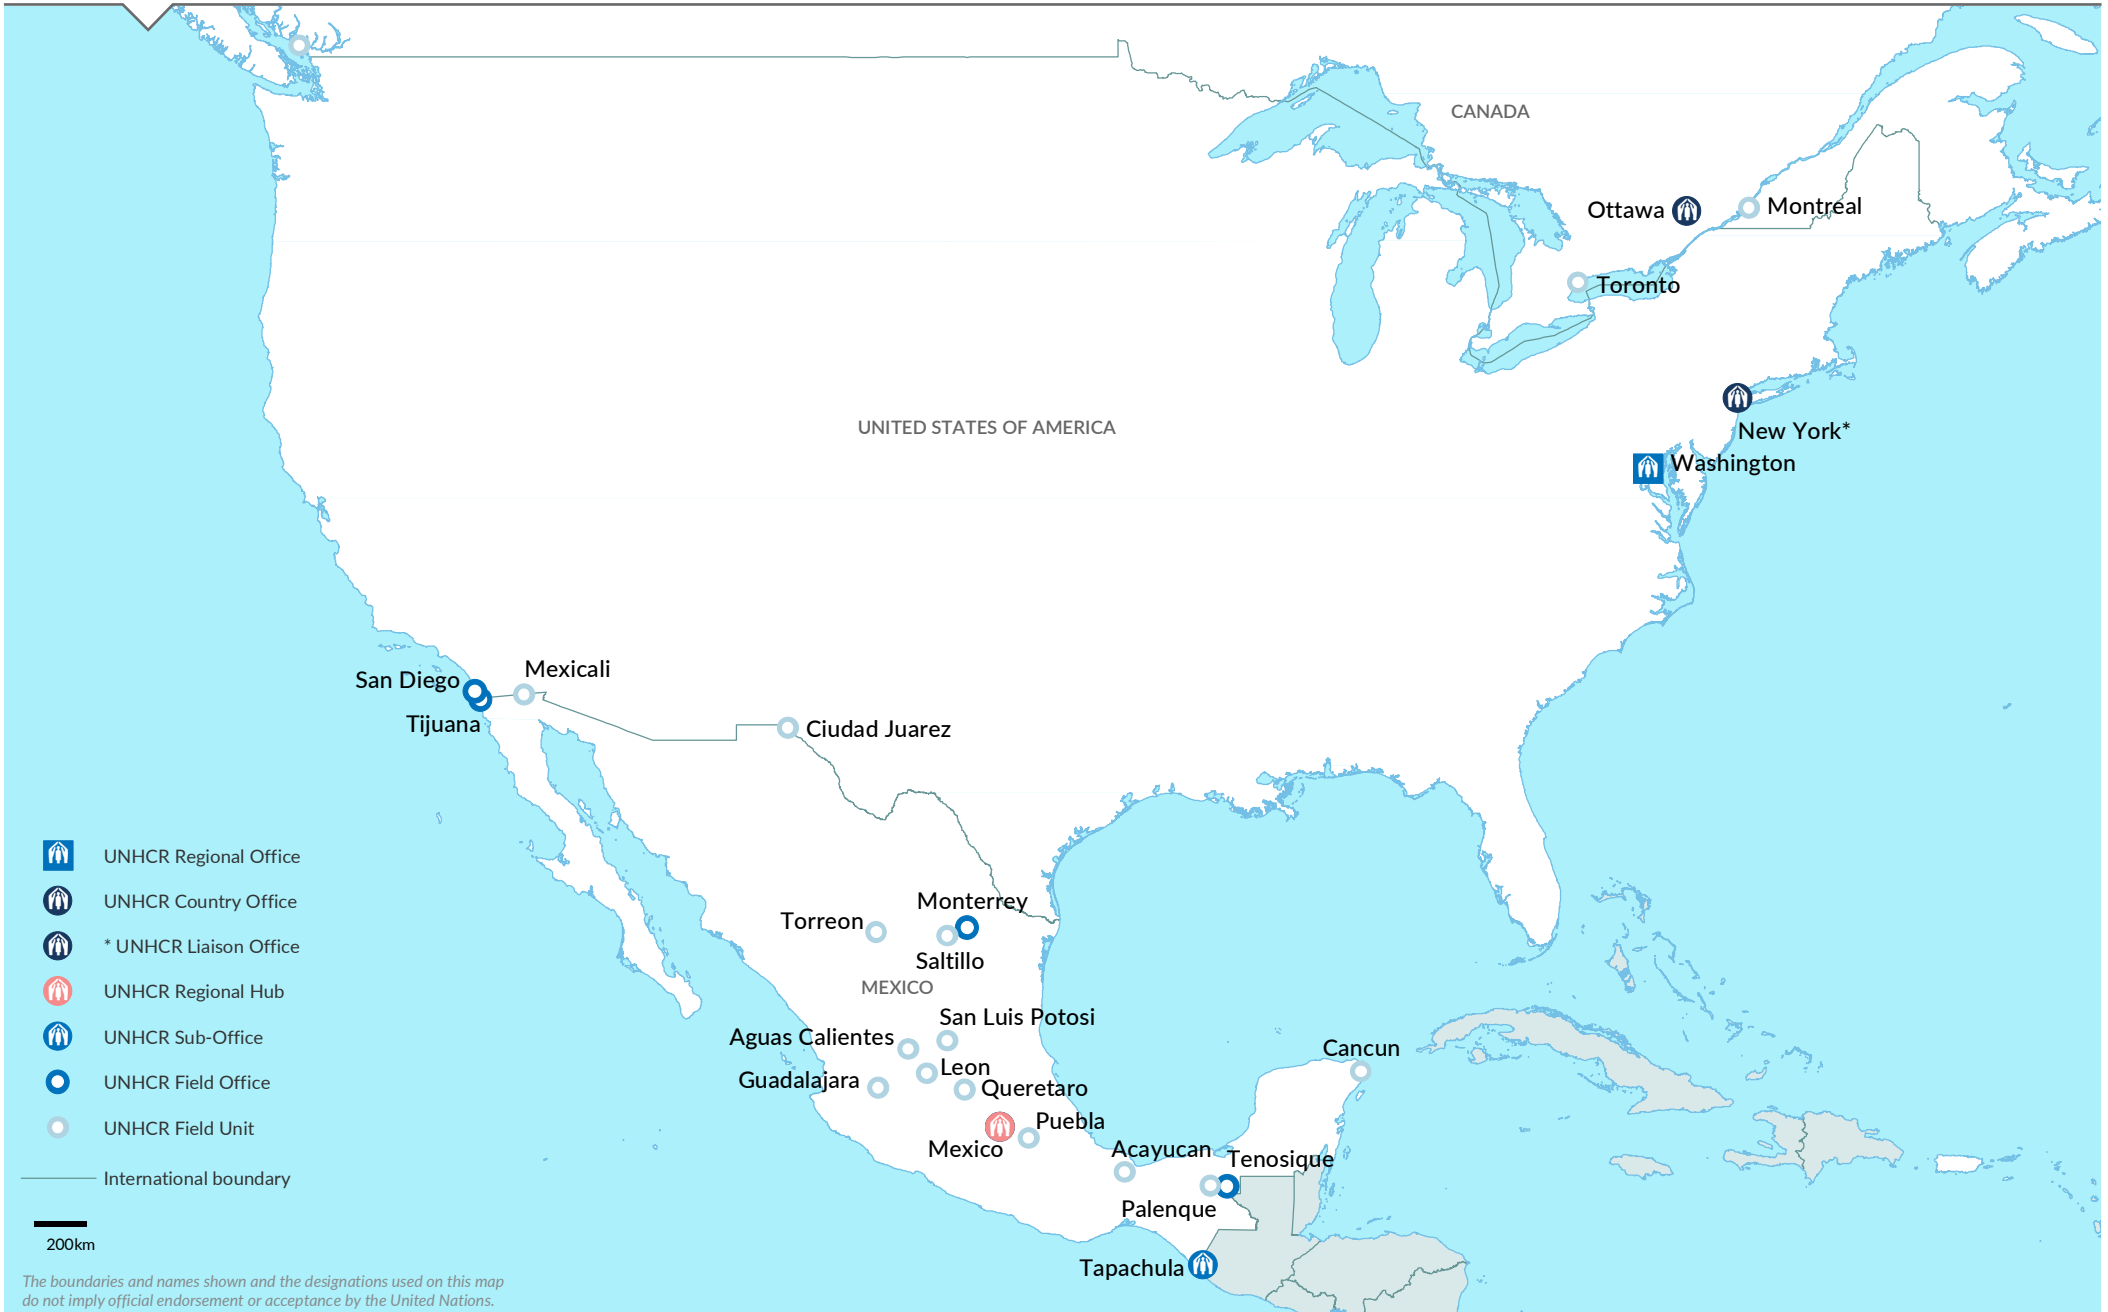 CANADA
Ottawa
Montreal
Toronto
UNITED STATES OF AMERICA
New York*
Washington
Mexicali
San Diego
Tijuana
Ciudad Juarez
Monterrey
Torreon
Saltillo
MEXICO
San Luis Potosi
Aguas Calientes
Cancun
Leon
Guadalajara
Queretaro
Puebla
Mexico
Acayucan
Tenosique
Palenque
Tapachula
UNHCR Regional Office
UNHCR Country Office
* UNHCR Liaison Office
UNHCR Regional Hub
UNHCR Sub-Office
UNHCR Field Office
UNHCR Field Unit
International boundary
200km
The boundaries and names shown and the designations used on this map
do not imply official endorsement or acceptance by the United Nations.